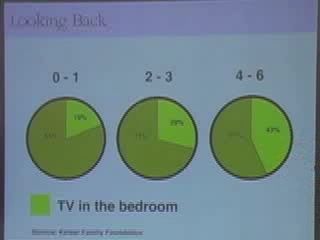 Looking Back
0 - 1
2 - 3
4 - 6
19%
29%
71%
43%
TV in the bedroom
Source: Kaiser Family Foundation